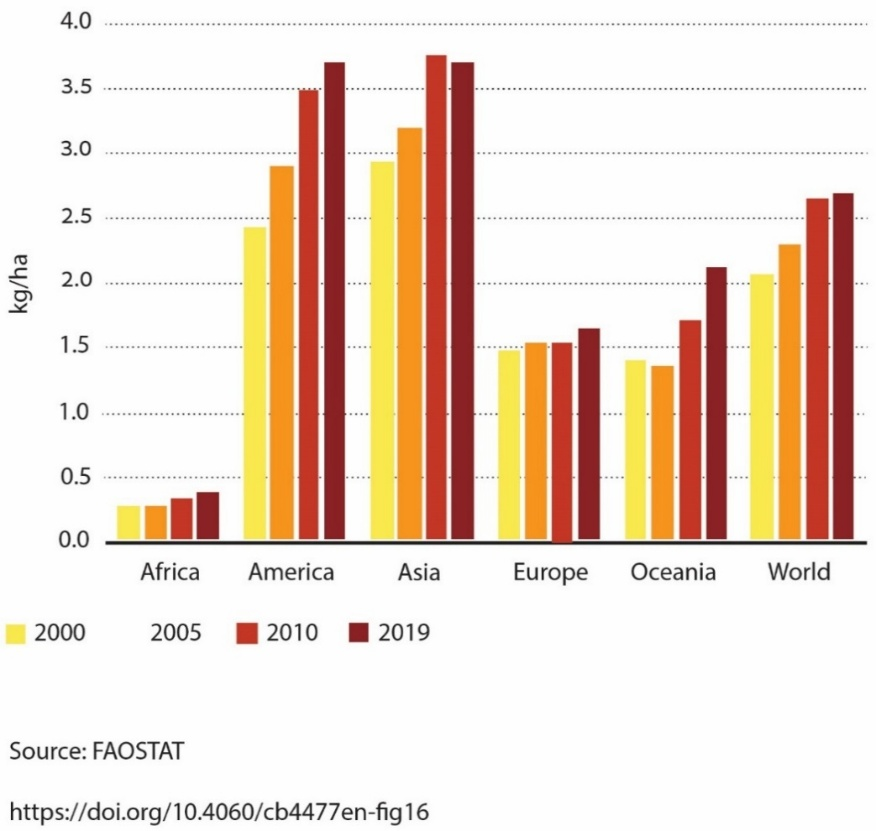 4.0
3.5
3.0
2.5
2.0
1.5
1.0
0.5
0.0
kg/ha
Africa America Asia Europe Oceania World
2000 2005 2010 2019
Source: FAOSTAT
https://doi.org/10.4060/cb4477en-fig16